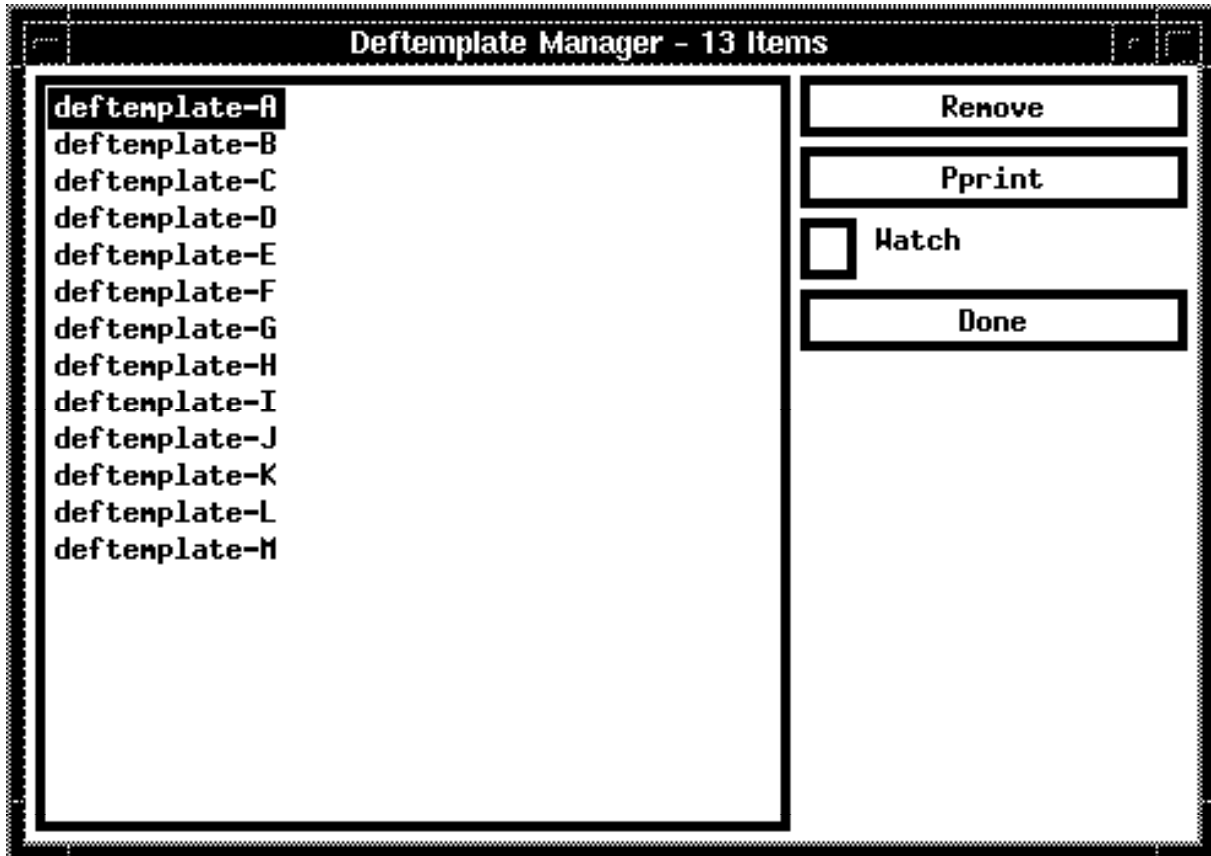 Deftemplate Manager - 13 Items
deftemplate-A
deftemplate-B
deftemplate-C
deftemplate-D
deftemplate-E
deftemplate-F
deftemplate-G
deftemplate-H
deftemplate-I
deftemplate-J
deftemplate-K
deftemplate-L
deftemplate-M
Remove
Pprint
Watch
Done